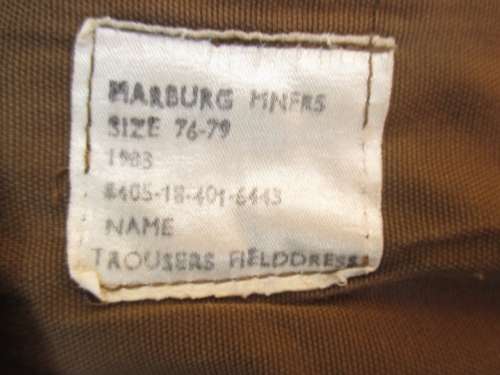 MARBURG MNFRS
SIZE 76-79
1983
8405-18-401-6443
NAME
TROUSERS FIELDDRESS